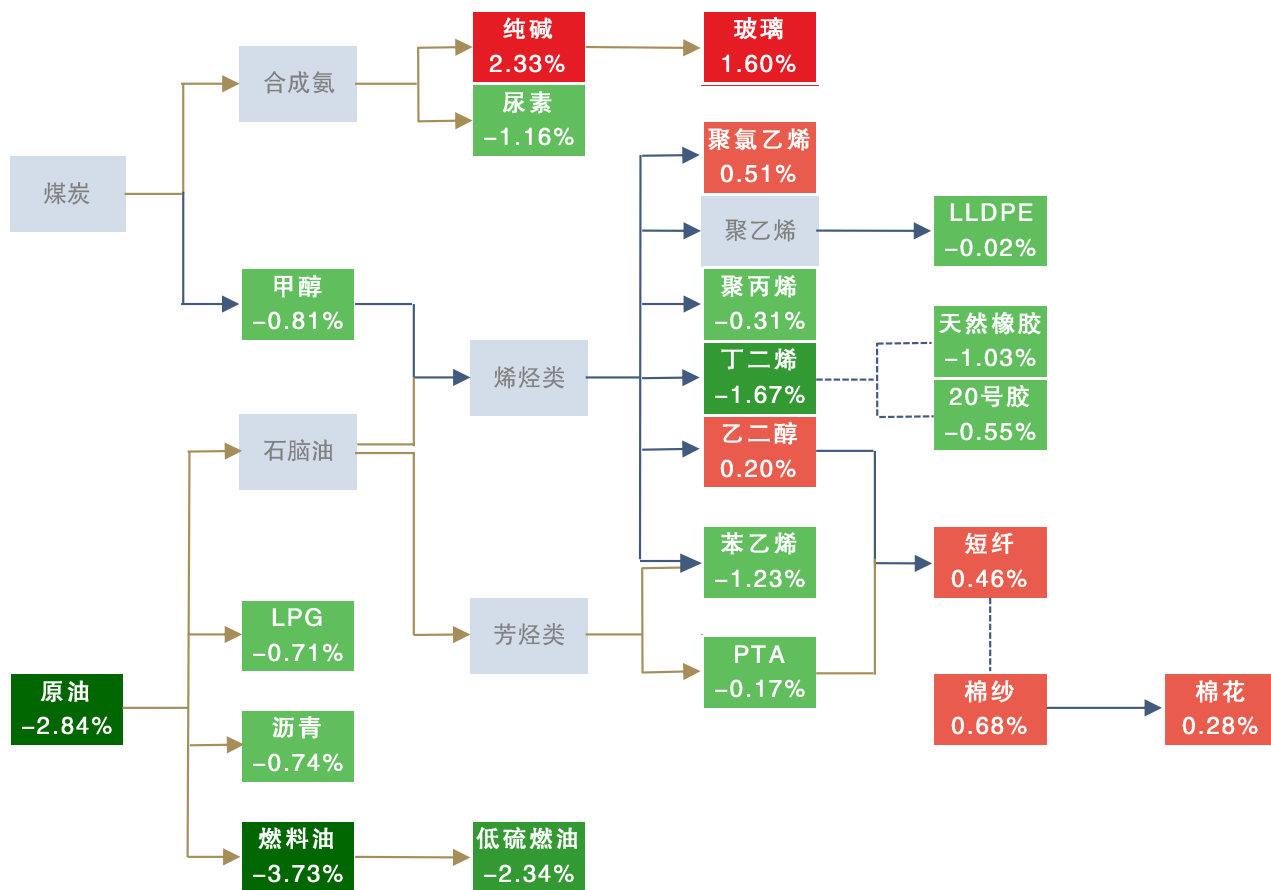 纯碱
2.33%
玻璃
1.60%
合成氨
尿素
-1.16%
煤炭
聚氯乙烯
0.51%
聚乙烯
LLDPE
-0.02%
甲醇
-0.81%
聚丙烯
-0.31%
天然橡胶
-1.03%
烯烃类
丁二烯
-1.67%
20号胶
-0.55%
石脑油
乙二醇
0.20%
苯乙烯
-1.23%
短纤
0.46%
LPG
-0.71%
芳烃类
PTA
-0.17%
原油
-2.84%
棉纱
0.68%
棉花
0.28%
沥青
-0.74%
燃料油
-3.73%
低硫燃油
-2.34%